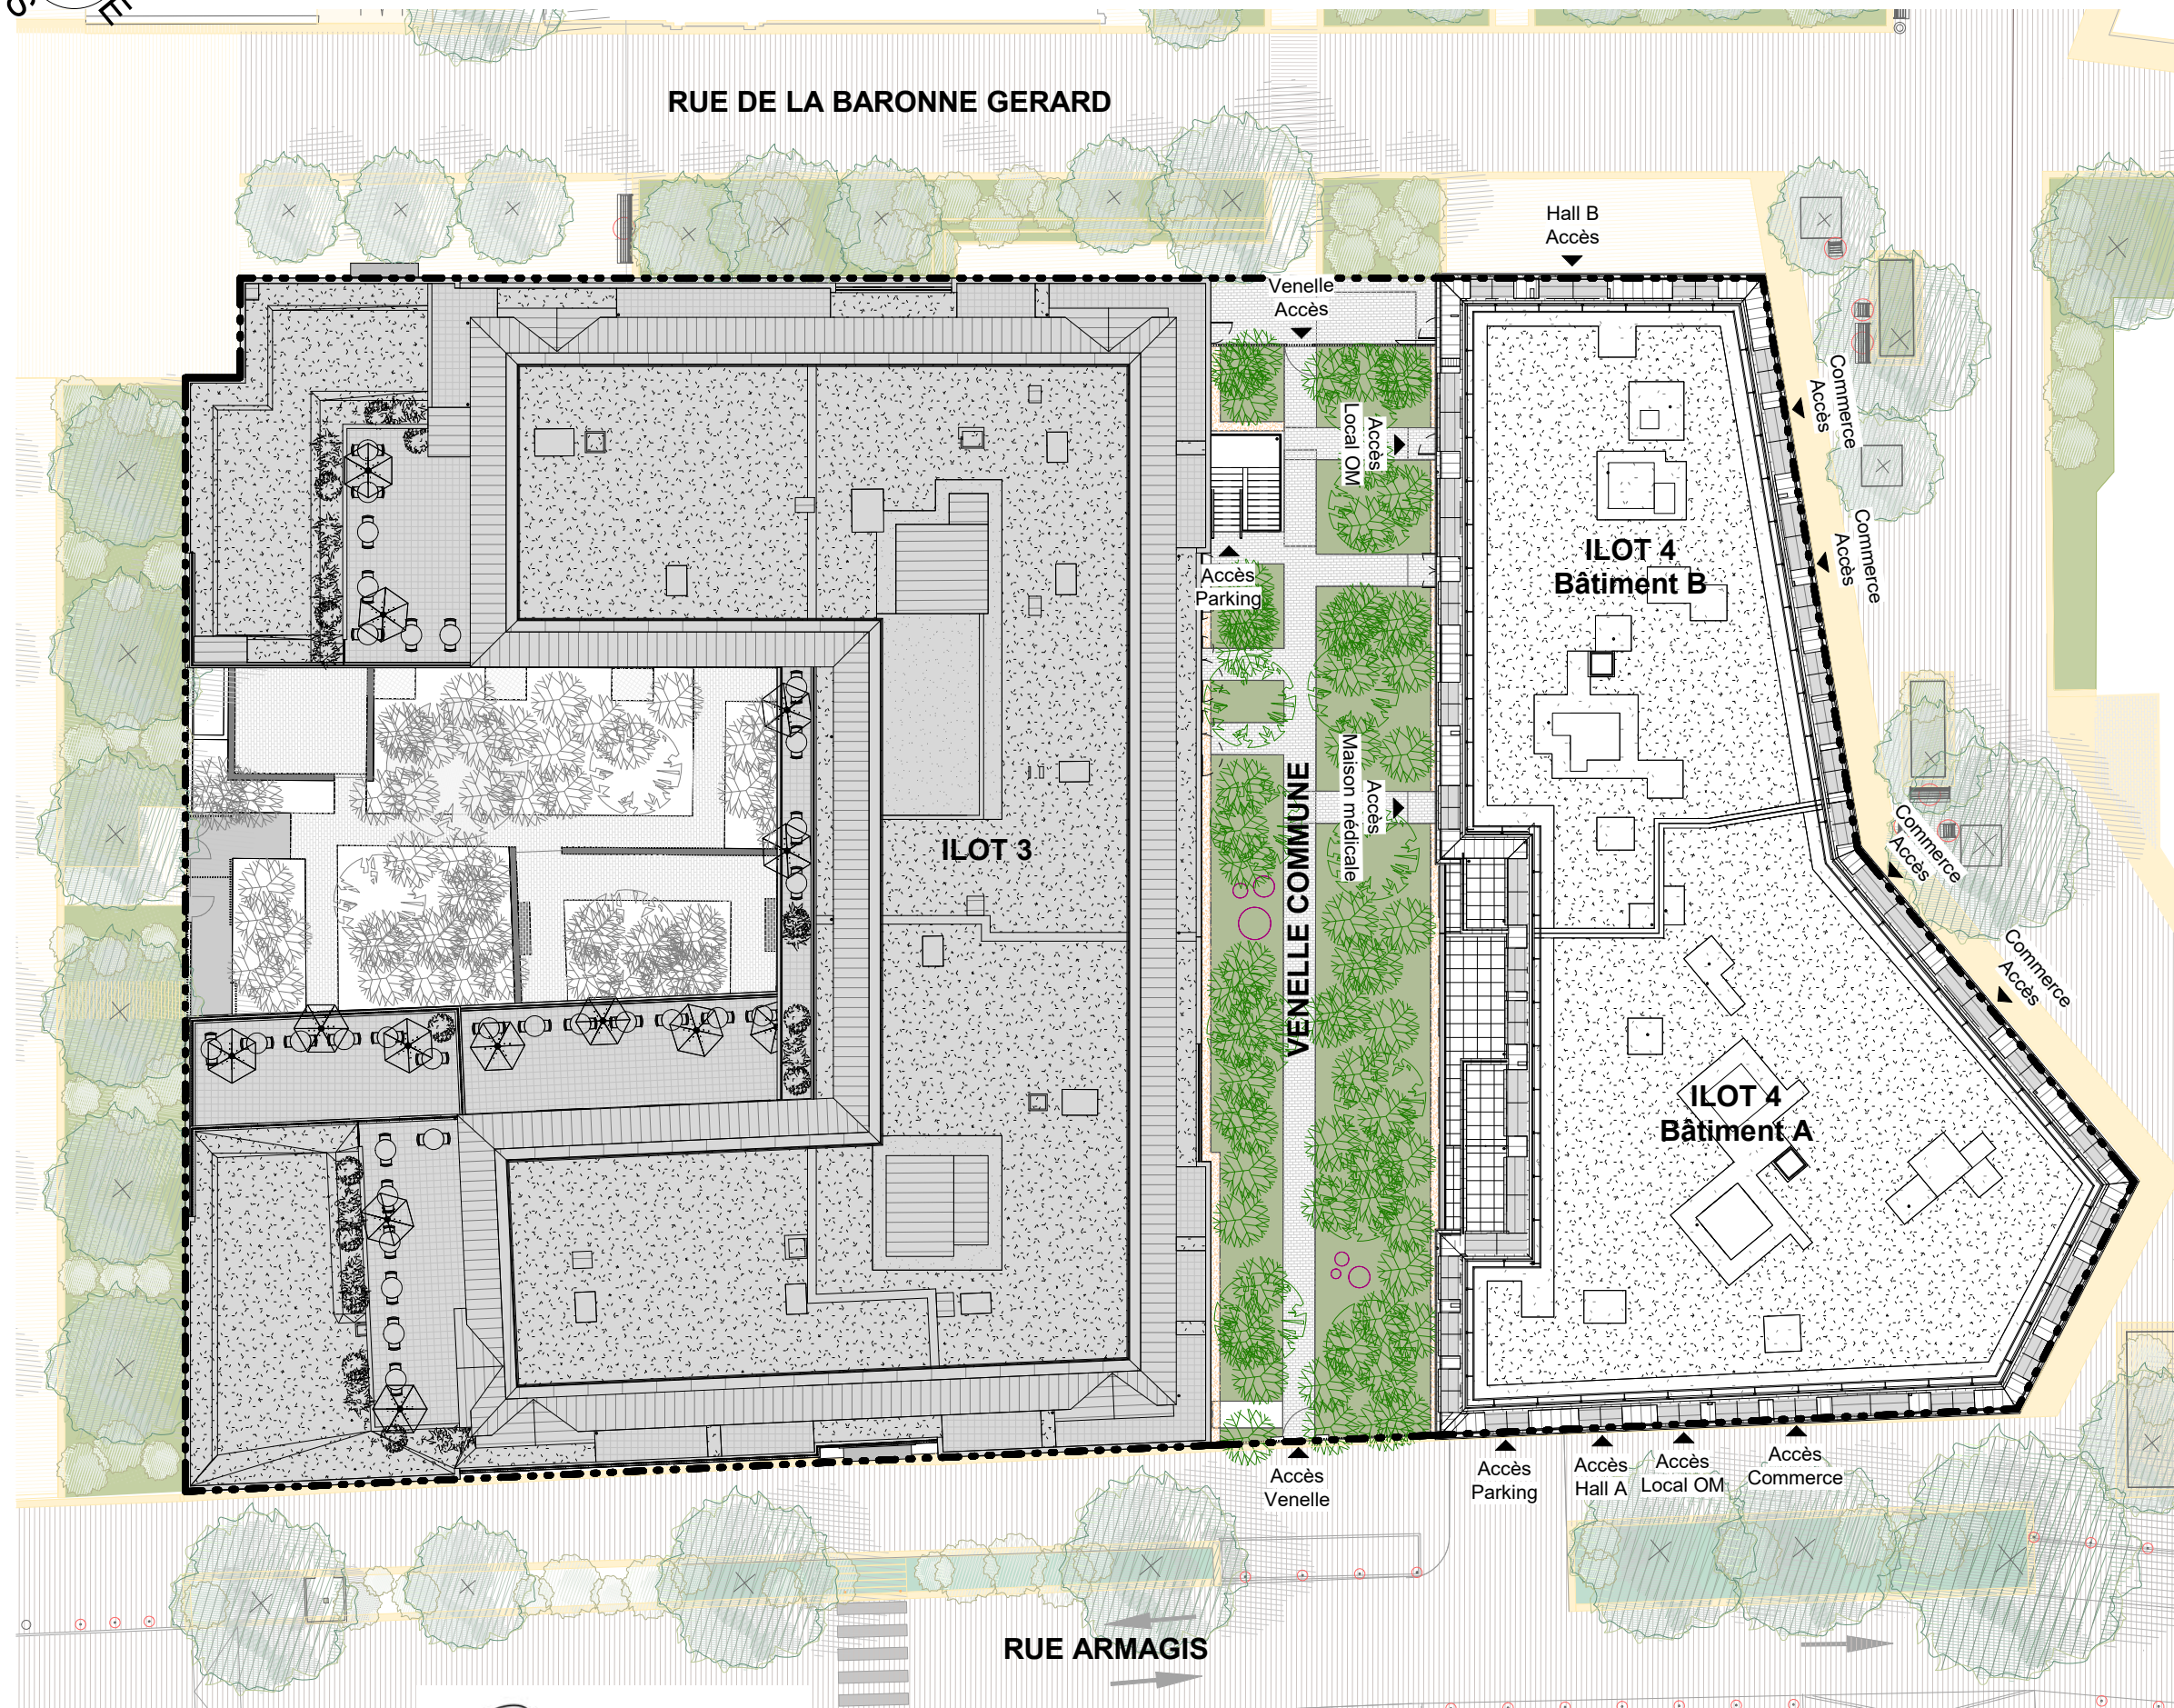 S
E
RUE DE LA BARONNE GERARD
Hall B
Accès
Venelle
Accès
Commerce
Accès
Accès
Local OM
Commerce
Accès
ILOT 4
Bâtiment B
Accès
Parking
Accès
Maison médicale
VENELLE COMMUNE
ILOT 3
Commerce
Accès
Commerce
Accès
ILOT 4
Bâtiment A
Accès
Venelle
Accès
Parking
Accès
Hall A
Accès
Local OM
Accès
Commerce
RUE ARMAGIS